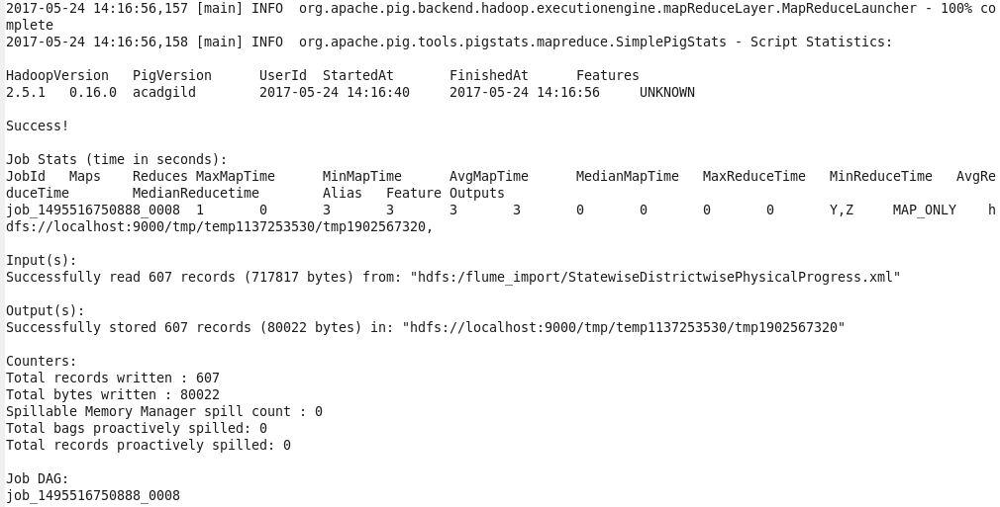 2017-05-24 14:16:56,157 [main] INFO  org.apache.pig.backend.hadoop.executionengine.mapReduceLayer.MapReduceLauncher - 100% co
mplete
2017-05-24 14:16:56,158 [main] INFO  org.apache.pig.tools.pigstats.mapreduce.SimplePigStats - Script Statistics:

HadoopVersion   PigVersion      UserId  StartedAt       FinishedAt      Features
2.5.1   0.16.0  acadgild        2017-05-24 14:16:40     2017-05-24 14:16:56     UNKNOWN

Success!

Job Stats (time in seconds):
JobId   Maps    Reduces MaxMapTime      MinMapTime      AvgMapTime      MedianMapTime   MaxReduceTime   MinReduceTime   AvgRe
duceTime        MedianReducetime        Alias   Feature Outputs
job_1495516750888_0008  1       0       3       3       3       3       0       0       0       0       Y,Z     MAP_ONLY    h
dfs://localhost:9000/tmp/temp1137253530/tmp1902567320,

Input(s):
Successfully read 607 records (717817 bytes) from: "hdfs:/flume_import/StatewiseDistrictwisePhysicalProgress.xml"

Output(s):
Successfully stored 607 records (80022 bytes) in: "hdfs://localhost:9000/tmp/temp1137253530/tmp1902567320"

Counters:
Total records written : 607
Total bytes written : 80022
Spillable Memory Manager spill count : 0
Total bags proactively spilled: 0
Total records proactively spilled: 0

Job DAG:
job_1495516750888_0008